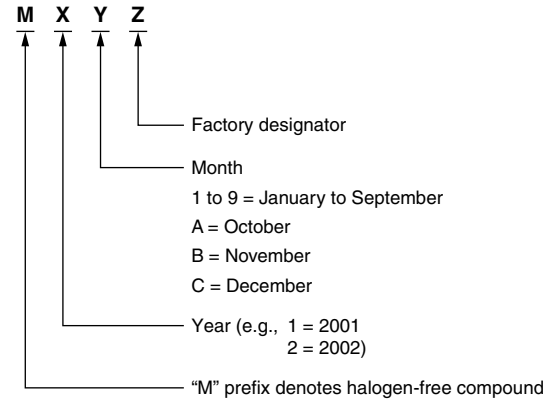 M X Y Z
Factory designator
Month
1 to 9 = January to September
A = October
B = November
C = December
Year (e.g., 1 = 2001
2 = 2002)
“M” prefix denotes halogen-free compound